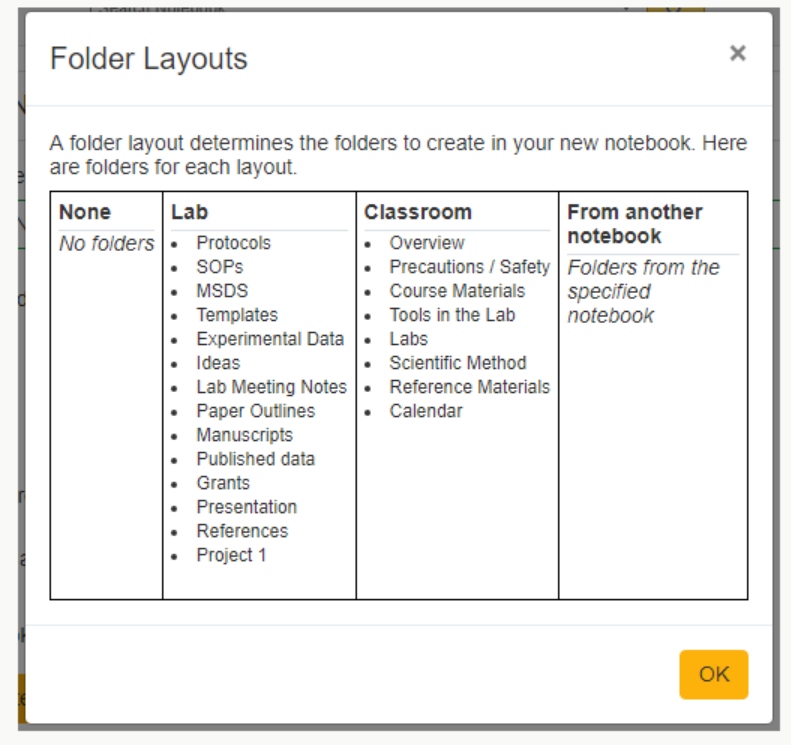 Folder Layouts
×
A folder layout determines the folders to create in your new notebook. Here
are folders for each layout.
None
No folders
Lab
• Protocols
• SOPs
• MSDS
• Templates
• Experimental Data
• Ideas
• Lab Meeting Notes
• Paper Outlines
• Manuscripts
• Published data
• Grants
• Presentation
• References
• Project 1
Classroom
• Overview
• Precautions / Safety
• Course Materials
• Tools in the Lab
• Labs
• Scientific Method
• Reference Materials
• Calendar
From another
notebook
Folders from the
specified
notebook
OK